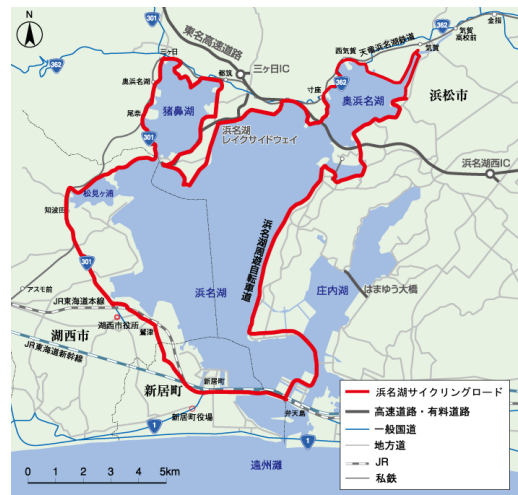 N
301
三ヶ日
東名高速道路
362
奥浜名湖
都筑
三ヶ日IC
尾奈
猪鼻湖
301
寸座
西気賀
天竜浜名湖鉄道
362
気賀
気賀
高校前
金指
362
奥浜名湖
浜松市
浜名湖
レイクサイドウェイ
浜名湖西IC
松見ヶ浦
知波田
301
浜名湖周遊自転車道
浜名湖
庄内湖
はまゆう大橋
アスモ前
JR東海道本線
湖西市役所
鷲津
湖西市
JR東海道新幹線
新居町
新居町
新居町役場
弁天島
1
1
遠州灘
0 1 2 3 4 5km
浜名湖サイクリングロード
高速道路・有料道路
一般国道
地方道
JR
私鉄